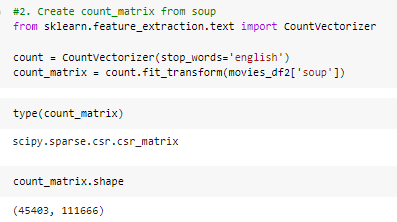 #2. Create count_matrix from soup
from sklearn.feature_extraction.text import CountVectorizer
count = CountVectorizer(stop_words='english')
count_matrix = count.fit_transform(movies_df2['soup'])
type(count_matrix)
scipy.sparse.csr.csr_matrix
count_matrix.shape
(45403, 111666)